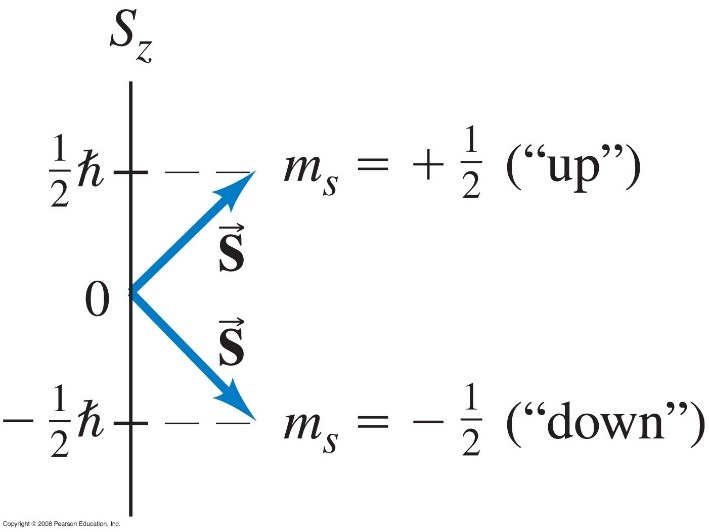 S_z
½ℏ m_s = + ½ (“up”)
S⃗
0
S⃗
− ½ℏ m_s = − ½ (“down”)
Copyright © 2008 Pearson Education, Inc.